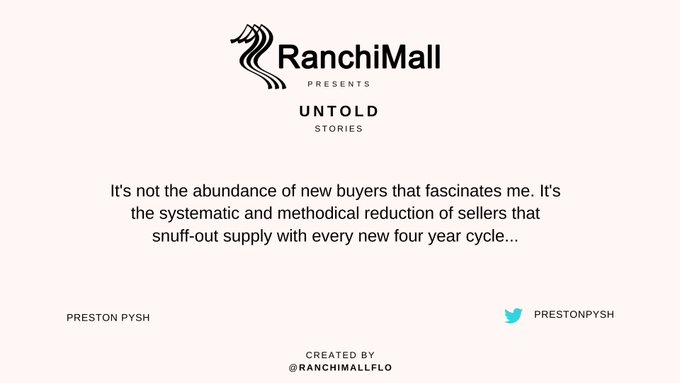 RanchiMall
PRESENTS
UNTOLD
STORIES
It's not the abundance of new buyers that fascinates me. It's
the systematic and methodical reduction of sellers that
snuff-out supply with every new four year cycle...
PRESTON PYSH
PRESTONPYSH
CREATED BY
@RANCHIMALLFLO